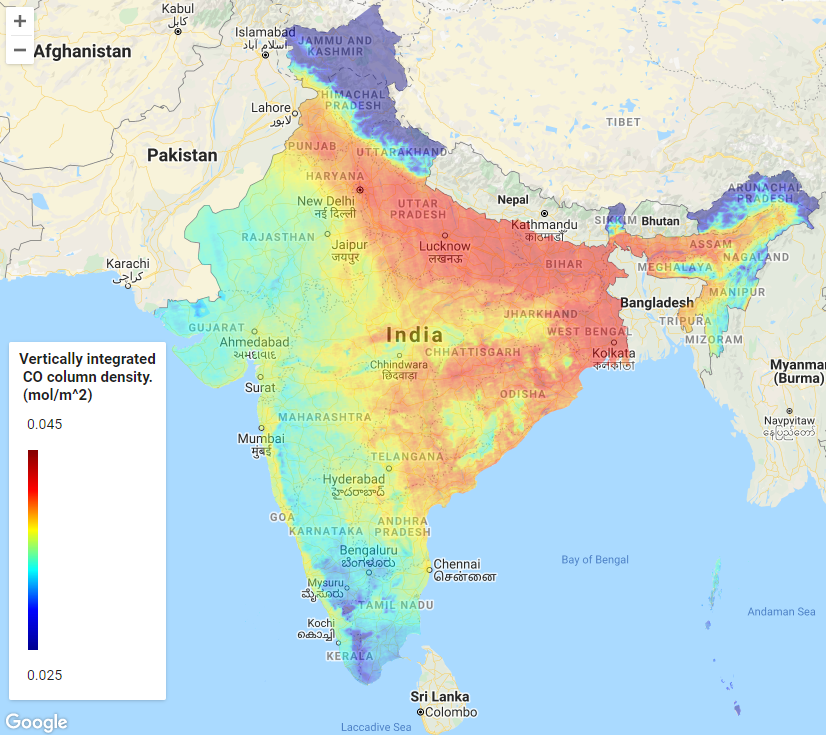 +
−
Kabul
کابل
Islamabad
اسلام آباد
JAMMU AND
KASHMIR
Afghanistan
Lahore
لاہور
HIMACHAL
PRADESH
TIBET
Pakistan
PUNJAB
UTTARAKHAND
HARYANA
New Delhi
नई दिल्ली
UTTAR
PRADESH
Nepal
Kathmandu
काठमाडौं
SIKKIM
Bhutan
ARUNACHAL
PRADESH
RAJASTHAN
Jaipur
जयपुर
Lucknow
लखनऊ
BIHAR
ASSAM
NAGALAND
MEGHALAYA
MANIPUR
Karachi
کراچی
Bangladesh
GUJARAT
Ahmedabad
અમદાવાદ
India
JHARKHAND
WEST BENGAL
TRIPURA
MIZORAM
CHHATTISGARH
Kolkata
কলকাতা
Chhindwara
छिंदवाड़ा
Myanmar
(Burma)
Surat
ODISHA
Naypyitaw
နေပြည်တော်
MAHARASHTRA
Mumbai
मुंबई
TELANGANA
Hyderabad
హైదరాబాద్
GOA
KARNATAKA
ANDHRA
PRADESH
Bengaluru
ಬೆಂಗಳೂರು
Chennai
சென்னை
Bay of Bengal
Mysuru
ಮೈಸೂರು
TAMIL NADU
Andaman Sea
Kochi
കൊച്ചി
KERALA
Sri Lanka
Colombo
Laccadive Sea
Vertically integrated
CO column density.
(mol/m^2)
0.045
0.025
Google